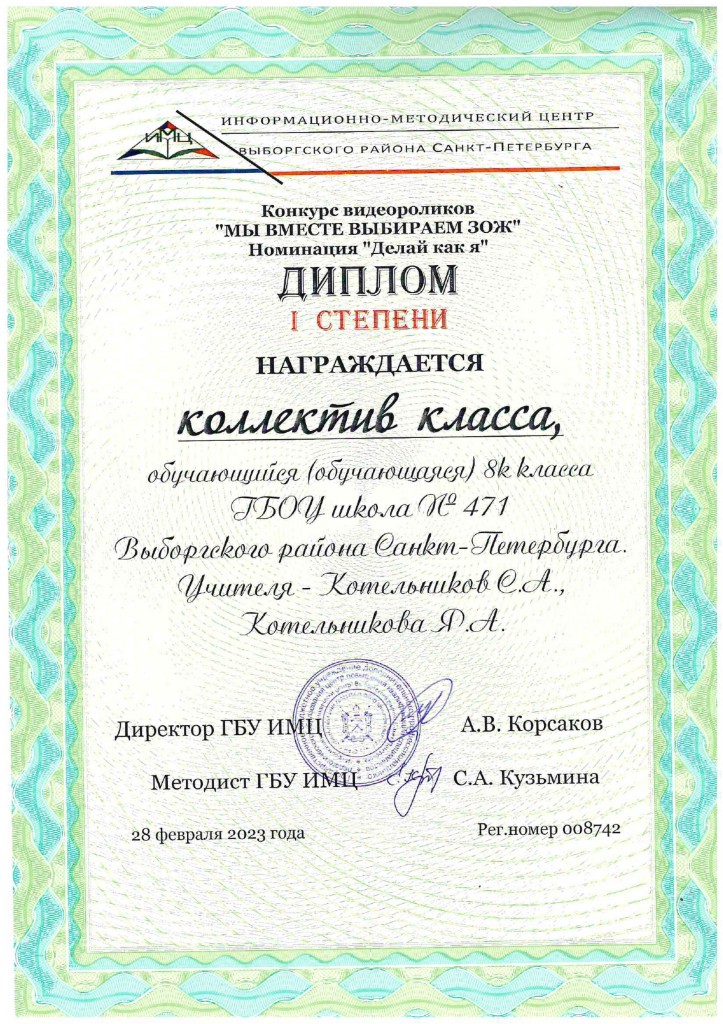 ИМЦ
ИНФОРМАЦИОННО-МЕТОДИЧЕСКИЙ ЦЕНТР
ВЫБОРГСКОГО РАЙОНА САНКТ-ПЕТЕРБУРГА
Конкурс видеороликов
"МЫ ВМЕСТЕ ВЫБИРАЕМ ЗОЖ"
Номинация "Делай как я"
ДИПЛОМ
I СТЕПЕНИ
НАГРАЖДАЕТСЯ
коллектив класса,
обучающийся (обучающаяся) 8к класса
ГБОУ школа № 471
Выборгского района Санкт-Петербурга.
Учителя - Котельников С.А.,
Котельникова Я.А.
Директор ГБУ ИМЦ А.В. Корсаков
Методист ГБУ ИМЦ С.А. Кузьмина
28 февраля 2023 года Рег.номер 008742